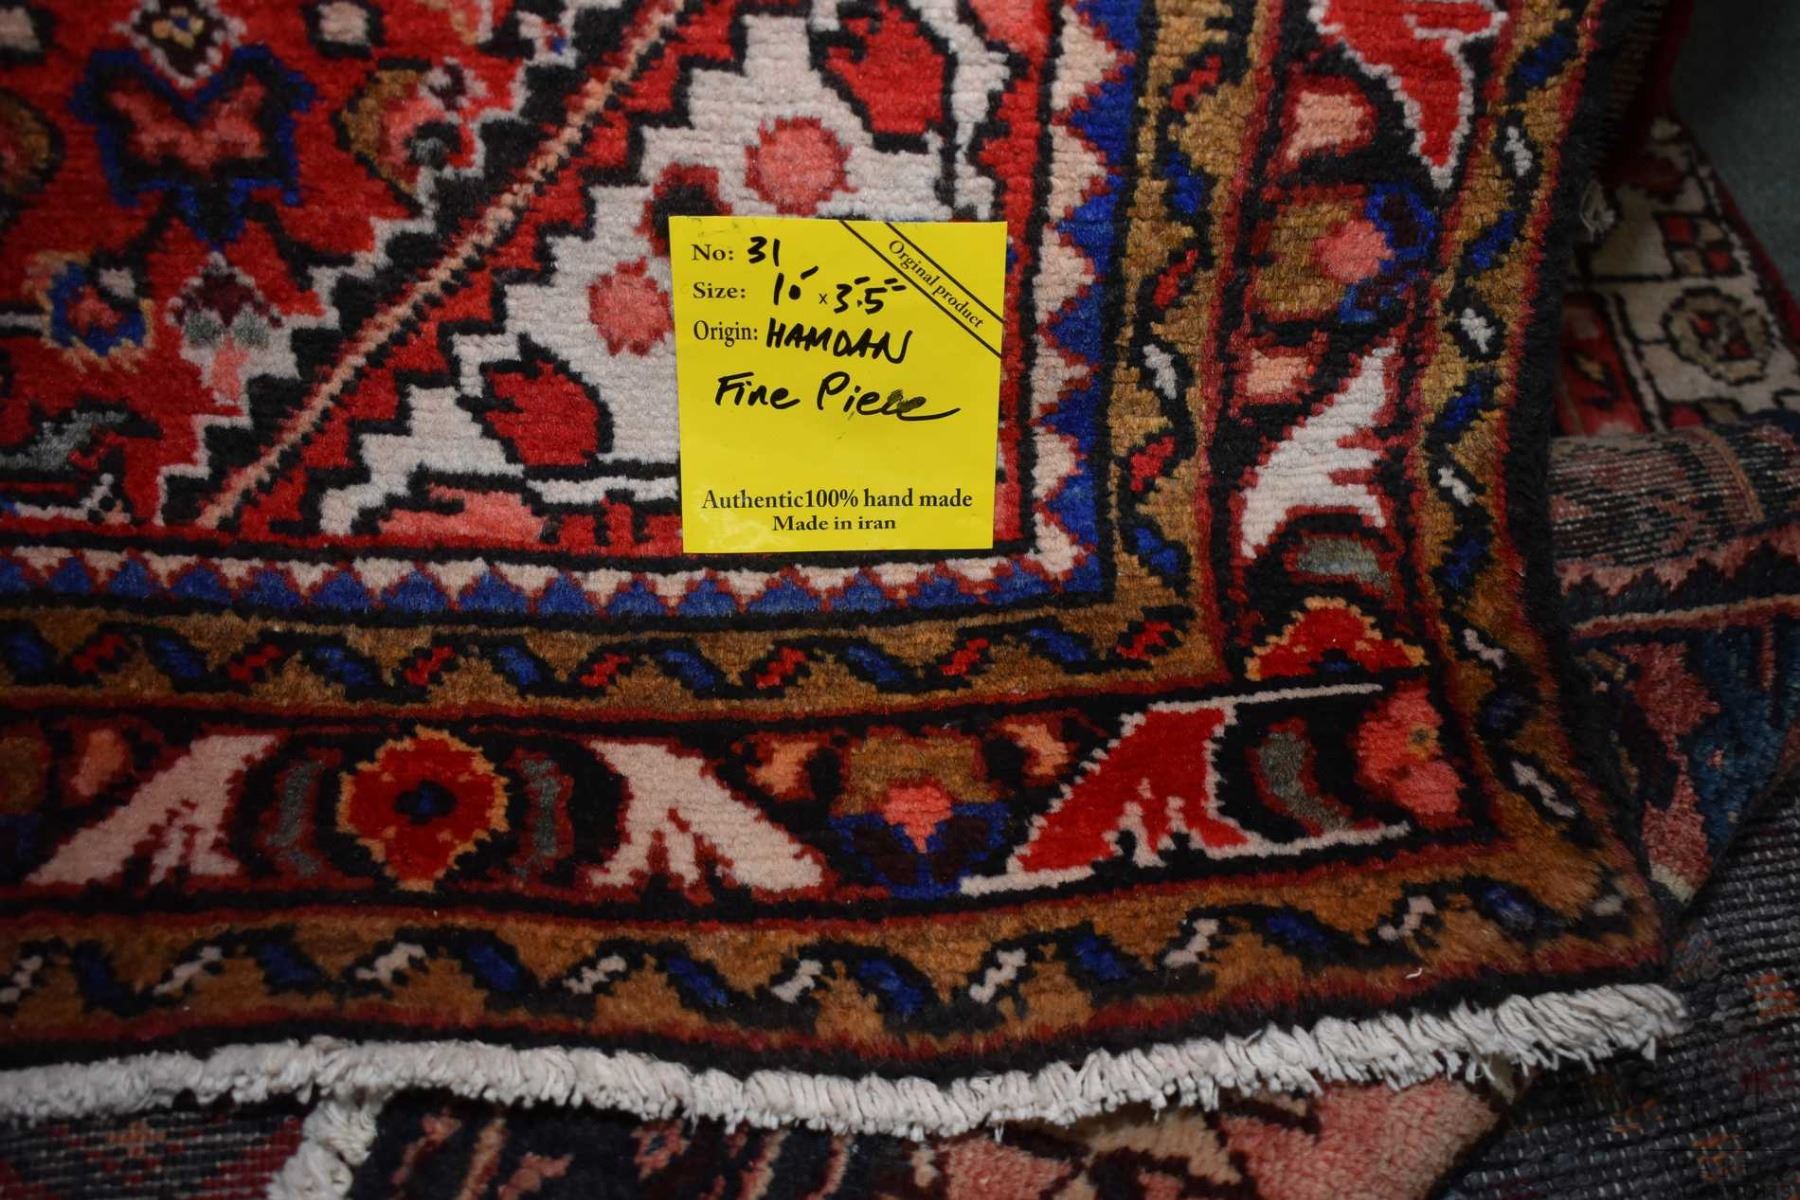 No: 31
Orginal product
Size: 10' x 3'.5"
Origin: HAMDAN
Fine Piece
Authentic100% hand made
Made in iran